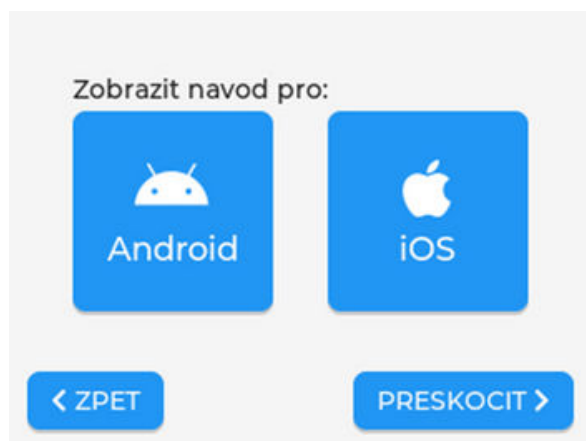 Zobrazit navod pro:
Android
iOS
ZPET
PRESKOCIT